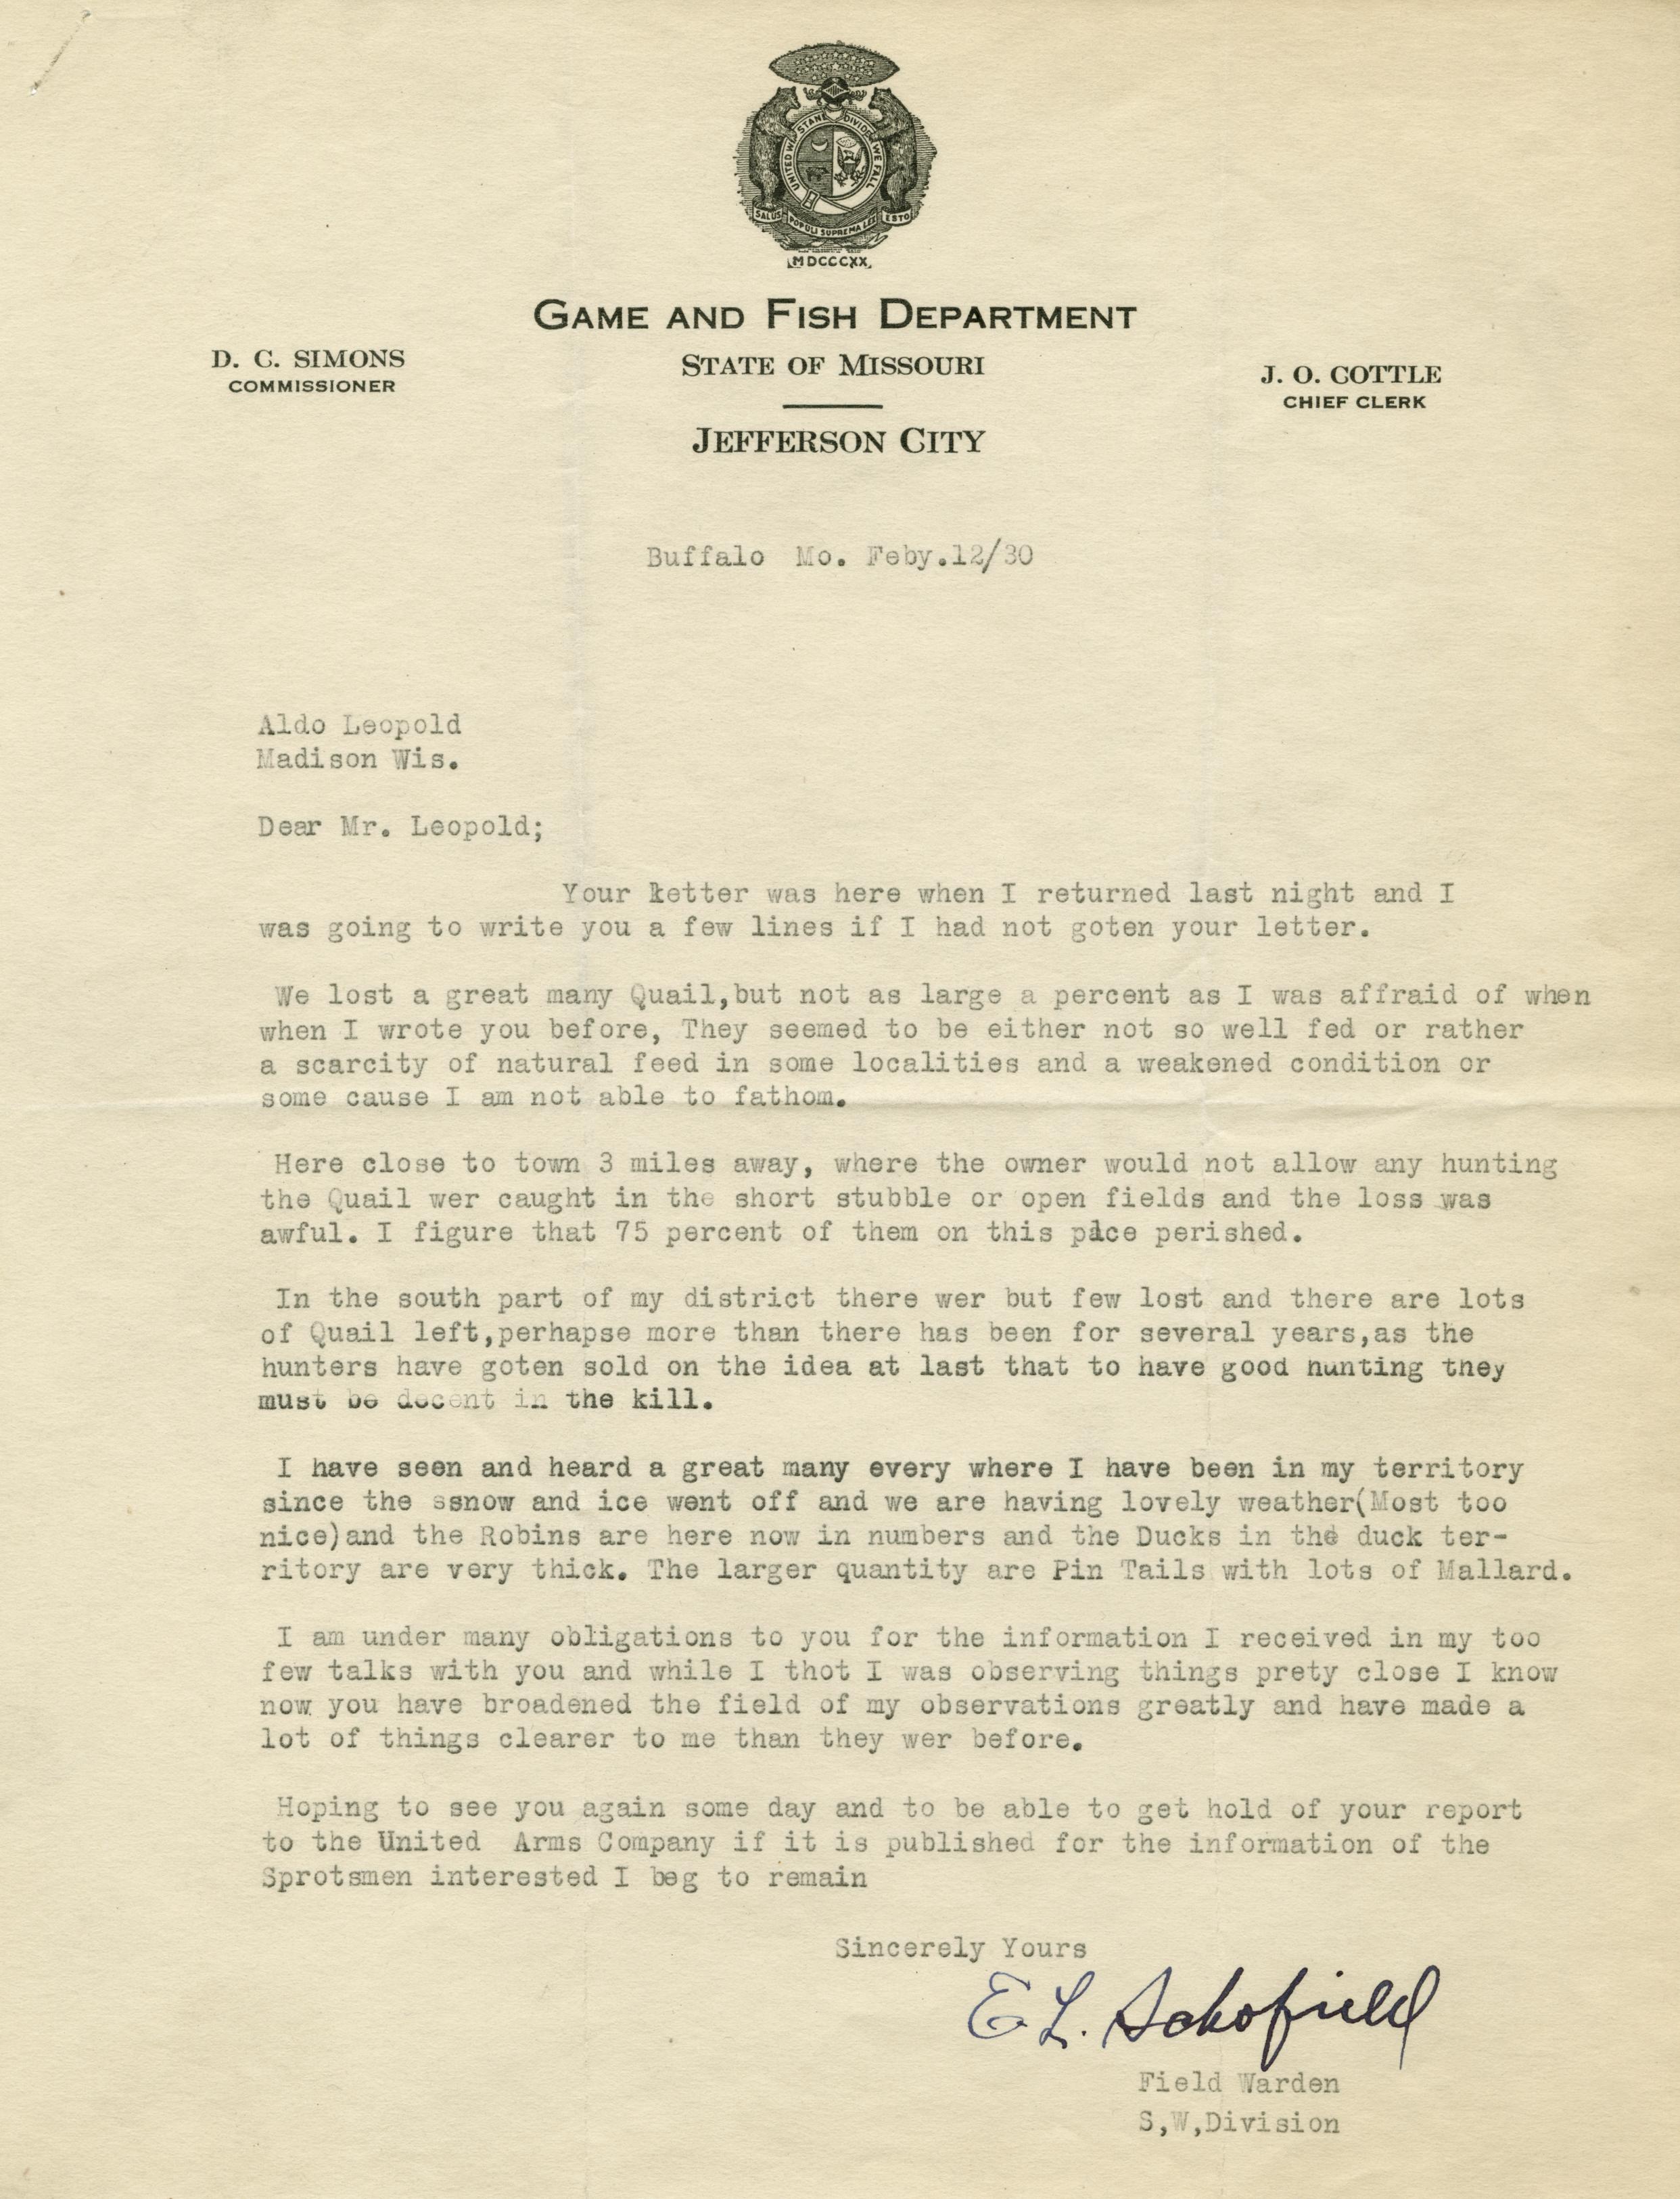 UNITED WE STAND DIVIDED WE FALL
SALUS POPULI SUPREMA LEX ESTO
MDCCCXX
GAME AND FISH DEPARTMENT
D. C. SIMONS
COMMISSIONER
STATE OF MISSOURI
J. O. COTTLE
CHIEF CLERK
JEFFERSON CITY
Buffalo Mo. Feby.12/30
Aldo Leopold
Madison Wis.
Dear Mr. Leopold;
Your letter was here when I returned last night and I
was going to write you a few lines if I had not goten your letter.
We lost a great many Quail,but not as large a percent as I was affraid of when
when I wrote you before, They seemed to be either not so well fed or rather
a scarcity of natural feed in some localities and a weakened condition or
some cause I am not able to fathom.
Here close to town 3 miles away, where the owner would not allow any hunting
the Quail wer caught in the short stubble or open fields and the loss was
awful. I figure that 75 percent of them on this place perished.
In the south part of my district there wer but few lost and there are lots
of Quail left,perhapse more than there has been for several years,as the
hunters have goten sold on the idea at last that to have good hunting they
must be decent in the kill.
I have seen and heard a great many every where I have been in my territory
since the ssnow and ice went off and we are having lovely weather(Most too
nice)and the Robins are here now in numbers and the Ducks in the duck ter-
ritory are very thick. The larger quantity are Pin Tails with lots of Mallard.
I am under many obligations to you for the information I received in my too
few talks with you and while I thot I was observing things prety close I know
now you have broadened the field of my observations greatly and have made a
lot of things clearer to me than they wer before.
Hoping to see you again some day and to be able to get hold of your report
to the United Arms Company if it is published for the information of the
Sprotsmen interested I beg to remain
Sincerely Yours
E L. Schofield
Field Warden
S,W,Division